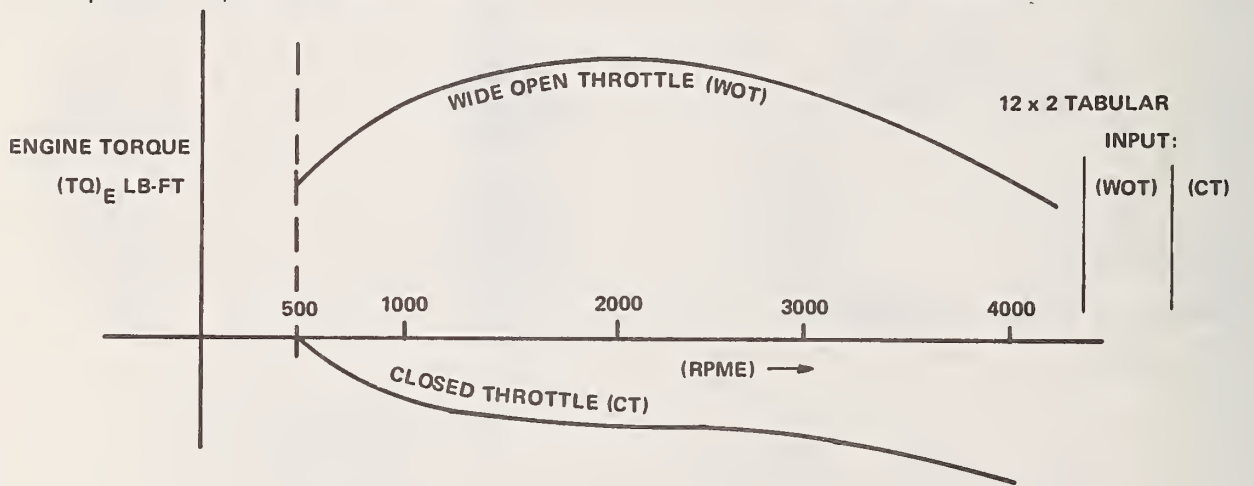 WIDE OPEN THROTTLE (WOT)
12 x 2 TABULAR
INPUT:
(WOT) (CT)
ENGINE TORQUE
(TQ)E LB-FT
500 1000 2000 3000 4000
(RPME)
CLOSED THROTTLE (CT)